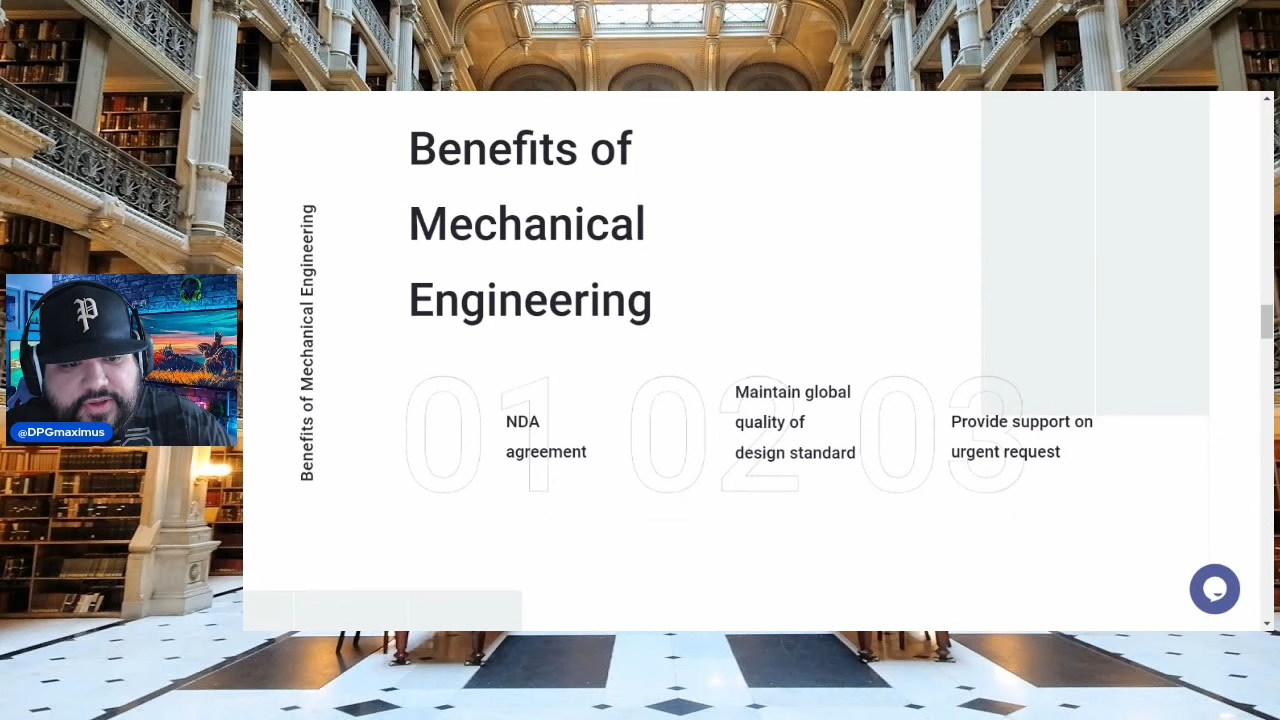 Benefits of
Mechanical
Engineering
Benefits of Mechanical Engineering
01
NDA
agreement
02
Maintain global
quality of
design standard
03
Provide support on
urgent request
P
@DPGmaximus